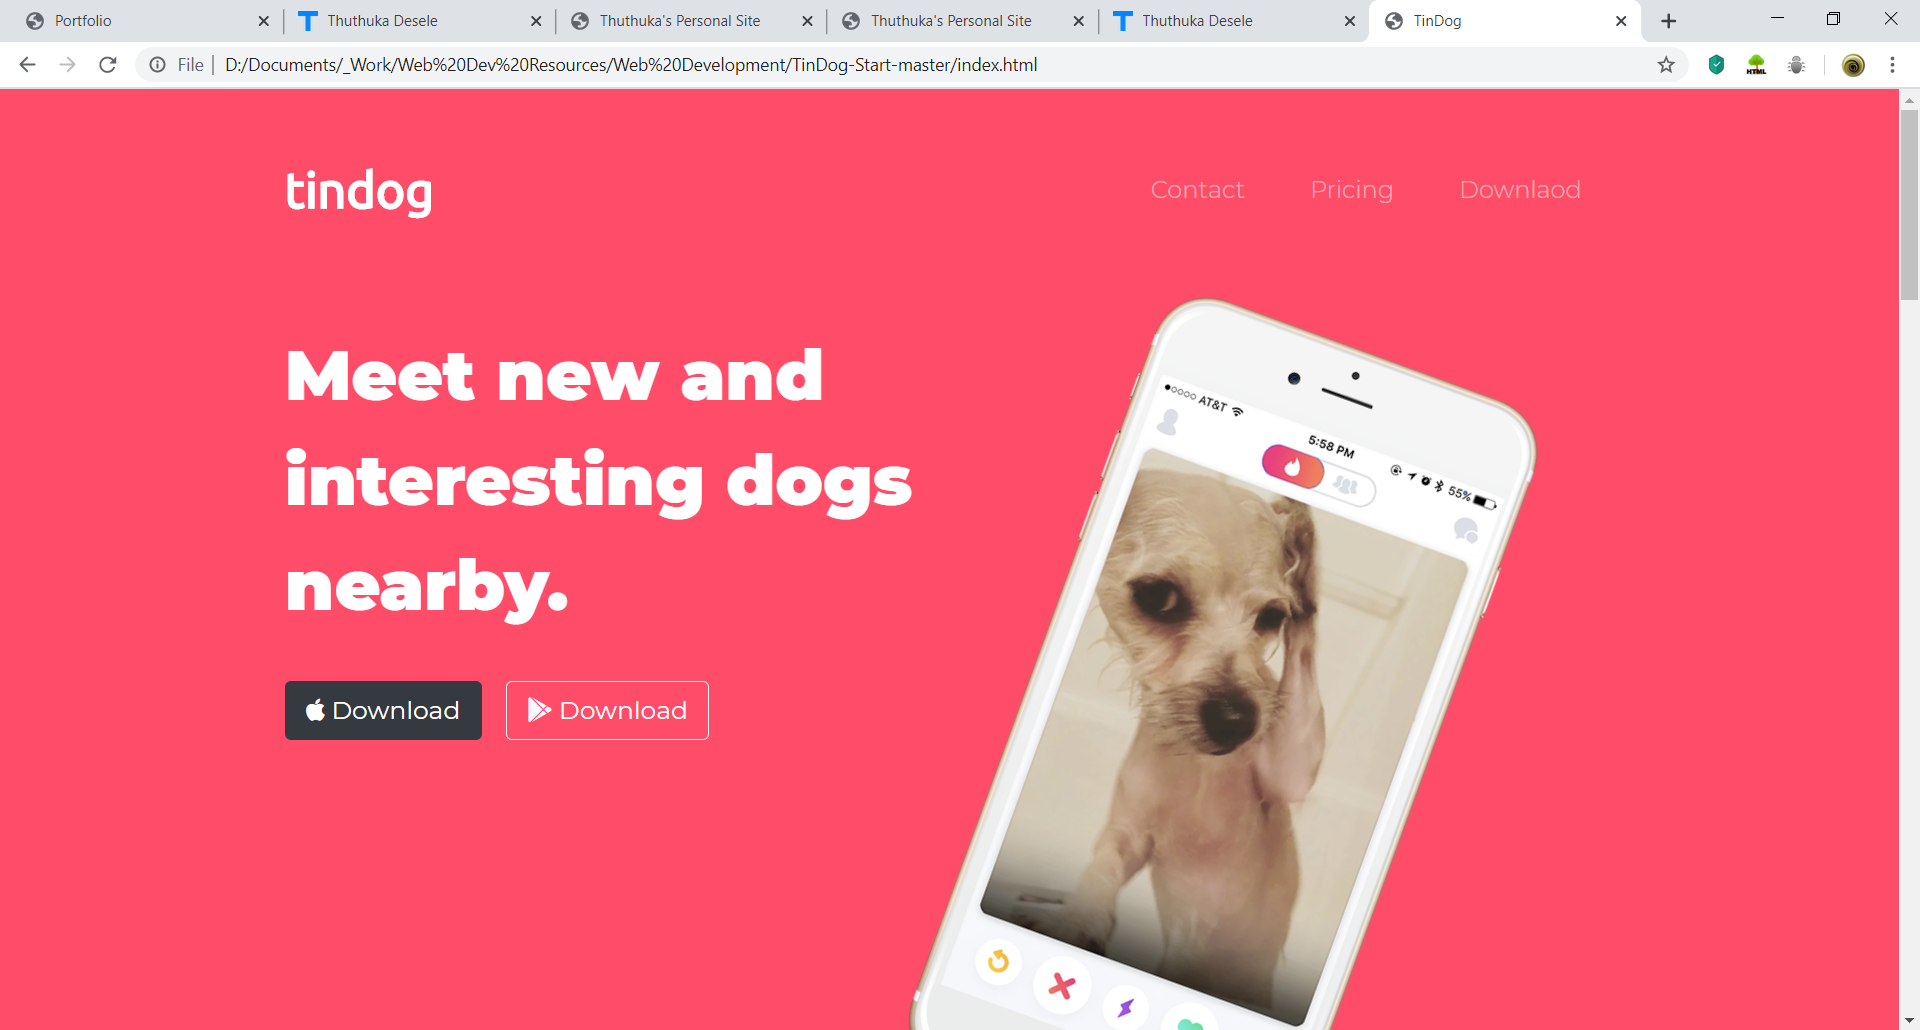 Portfolio
Thuthuka Desele
Thuthuka's Personal Site
Thuthuka's Personal Site
Thuthuka Desele
TinDog
File
D:/Documents/_Work/Web%20Dev%20Resources/Web%20Development/TinDog-Start-master/index.html
HTML
tindog
Contact
Pricing
Downlaod
Meet new and
interesting dogs
nearby.
Download
Download
AT&T
5:58 PM
55%